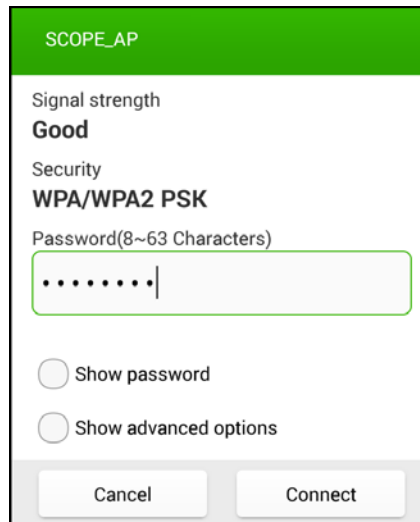 SCOPE_AP
Signal strength
Good
Security
WPA/WPA2 PSK
Password(8~63 Characters)
••••••••
Show password
Show advanced options
Cancel
Connect